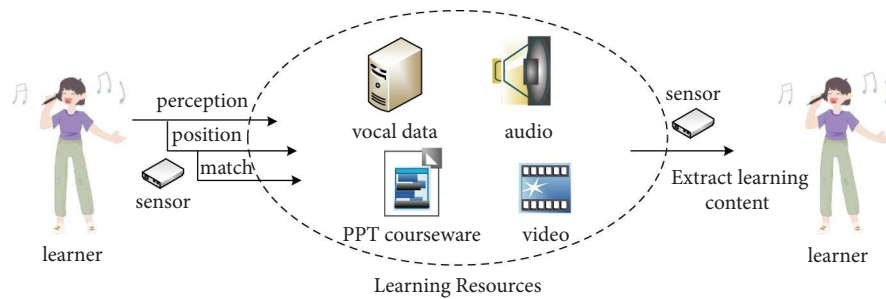 learner
perception
position
match
sensor
vocal data
audio
PPT courseware
video
Learning Resources
sensor
Extract learning
content
learner